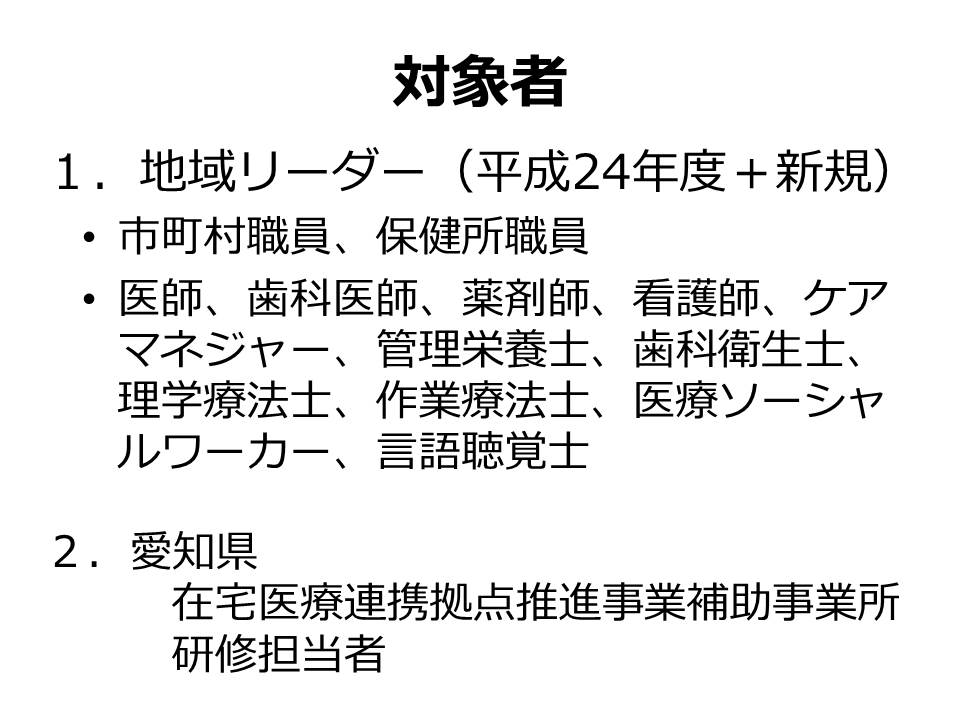 対象者
１．地域リーダー（平成24年度＋新規）
• 市町村職員、保健所職員
• 医師、歯科医師、薬剤師、看護師、ケア
マネジャー、管理栄養士、歯科衛生士、
理学療法士、作業療法士、医療ソーシャ
ルワーカー、言語聴覚士
２．愛知県
在宅医療連携拠点推進事業補助事業所
研修担当者